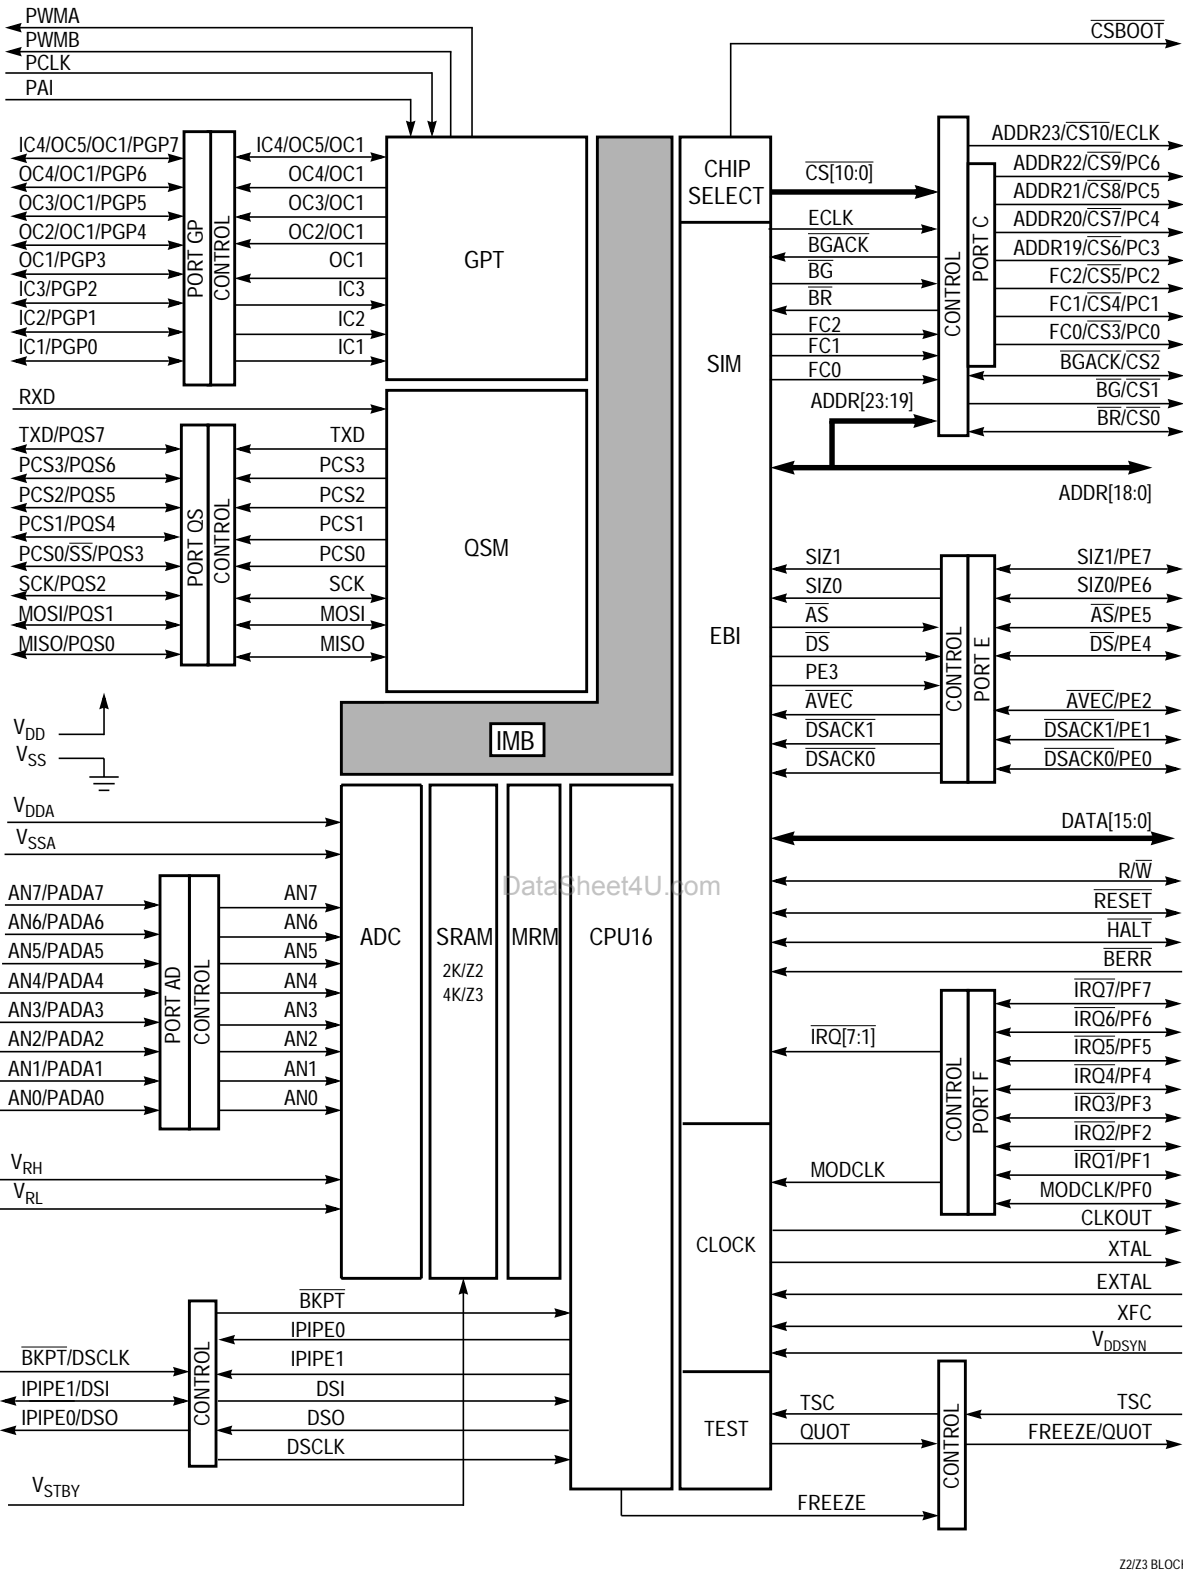 PWMA
PWMB
PCLK
PAI
CSBOOT
IC4/OC5/OC1/PGP7
OC4/OC1/PGP6
OC3/OC1/PGP5
OC2/OC1/PGP4
OC1/PGP3
IC3/PGP2
IC2/PGP1
IC1/PGP0
PORT GP
CONTROL
IC4/OC5/OC1
OC4/OC1
OC3/OC1
OC2/OC1
OC1
IC3
IC2
IC1
GPT
RXD
TXD/PQS7
PCS3/PQS6
PCS2/PQS5
PCS1/PQS4
PCS0/SS/PQS3
SCK/PQS2
MOSI/PQS1
MISO/PQS0
PORT QS
CONTROL
TXD
PCS3
PCS2
PCS1
PCS0
SCK
MOSI
MISO
QSM
VDD
VSS
IMB
VDDA
VSSA
AN7/PADA7
AN6/PADA6
AN5/PADA5
AN4/PADA4
AN3/PADA3
AN2/PADA2
AN1/PADA1
AN0/PADA0
PORT AD
CONTROL
AN7
AN6
AN5
AN4
AN3
AN2
AN1
AN0
VRH
VRL
ADC
SRAM
2K/Z2
4K/Z3
MRM
CPU16
DataSheet4U.com
BKPT/DSCLK
IPIPE1/DSI
IPIPE0/DSO
CONTROL
BKPT
IPIPE0
IPIPE1
DSI
DSO
DSCLK
VSTBY
CHIP
SELECT
SIM
EBI
CLOCK
TEST
CS[10:0]
ECLK
BGACK
BG
BR
FC2
FC1
FC0
ADDR[23:19]
CONTROL
PORT C
ADDR23/CS10/ECLK
ADDR22/CS9/PC6
ADDR21/CS8/PC5
ADDR20/CS7/PC4
ADDR19/CS6/PC3
FC2/CS5/PC2
FC1/CS4/PC1
FC0/CS3/PC0
BGACK/CS2
BG/CS1
BR/CS0
ADDR[18:0]
SIZ1
SIZ0
AS
DS
PE3
AVEC
DSACK1
DSACK0
CONTROL
PORT E
SIZ1/PE7
SIZ0/PE6
AS/PE5
DS/PE4
AVEC/PE2
DSACK1/PE1
DSACK0/PE0
DATA[15:0]
R/W
RESET
HALT
BERR
IRQ[7:1]
MODCLK
CONTROL
PORT F
IRQ7/PF7
IRQ6/PF6
IRQ5/PF5
IRQ4/PF4
IRQ3/PF3
IRQ2/PF2
IRQ1/PF1
MODCLK/PF0
CLKOUT
XTAL
EXTAL
XFC
VDDSYN
TSC
QUOT
FREEZE
CONTROL
TSC
FREEZE/QUOT
Z2/Z3 BLOCK